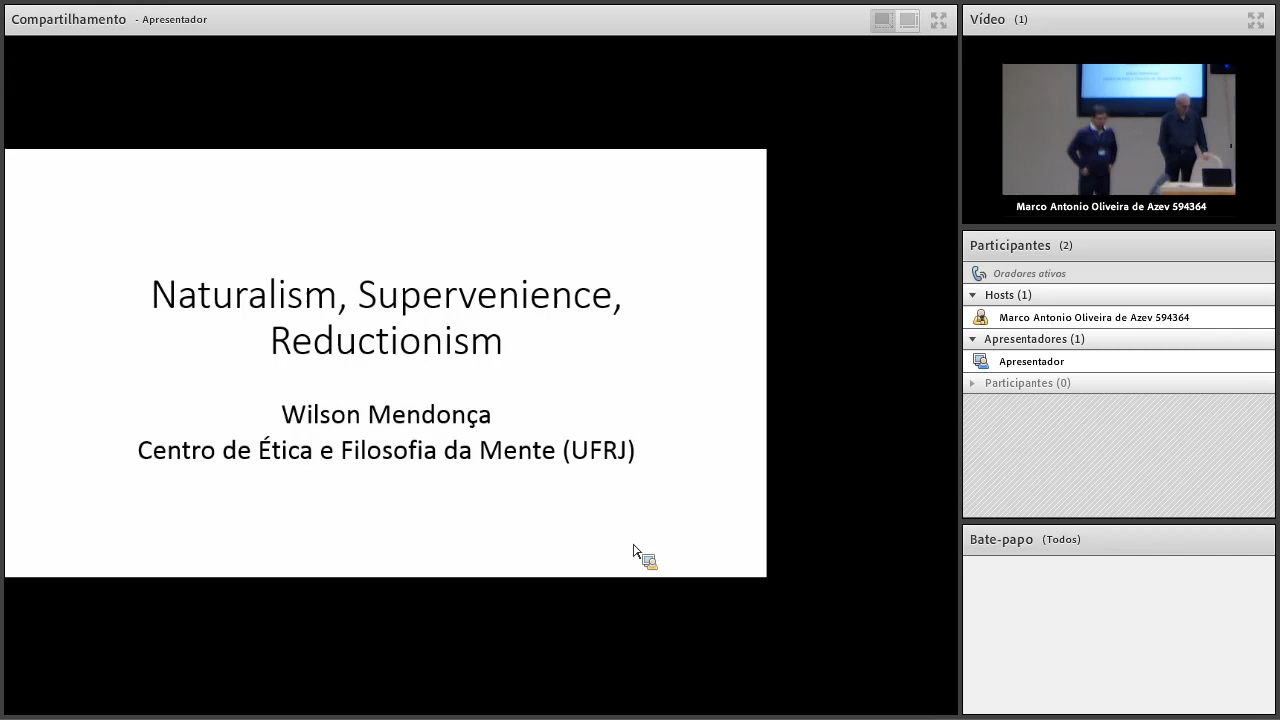 Compartilhamento - Apresentador
Naturalism, Supervenience,
Reductionism
Wilson Mendonça
Centro de Ética e Filosofia da Mente (UFRJ)
Vídeo (1)
Marco Antonio Oliveira de Azev 594364
Participantes (2)
Oradores ativos
Hosts (1)
Marco Antonio Oliveira de Azev 594364
Apresentadores (1)
Apresentador
Participantes (0)
Bate-papo (Todos)